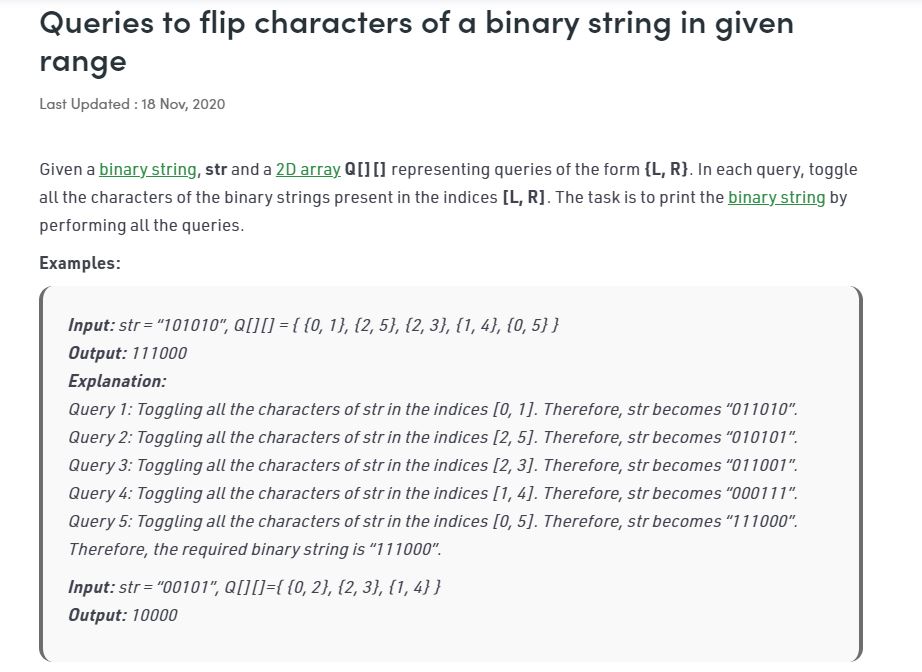 Queries to flip characters of a binary string in given
range
Last Updated : 18 Nov, 2020
Given a binary string, str and a 2D array Q[][] representing queries of the form {L, R}. In each query, toggle
all the characters of the binary strings present in the indices [L, R]. The task is to print the binary string by
performing all the queries.
Examples:
Input: str = “101010”, Q[][] = { {0, 1}, {2, 5}, {2, 3}, {1, 4}, {0, 5} }
Output: 111000
Explanation:
Query 1: Toggling all the characters of str in the indices [0, 1]. Therefore, str becomes “011010”.
Query 2: Toggling all the characters of str in the indices [2, 5]. Therefore, str becomes “010101”.
Query 3: Toggling all the characters of str in the indices [2, 3]. Therefore, str becomes “011001”.
Query 4: Toggling all the characters of str in the indices [1, 4]. Therefore, str becomes “000111”.
Query 5: Toggling all the characters of str in the indices [0, 5]. Therefore, str becomes “111000”.
Therefore, the required binary string is “111000”.
Input: str = “00101”, Q[][]={ {0, 2}, {2, 3}, {1, 4} }
Output: 10000